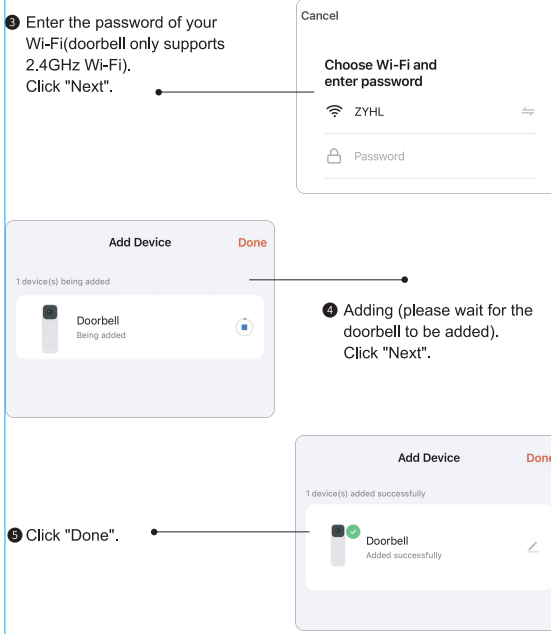 ❸ Enter the password of your
Wi-Fi(doorbell only supports
2.4GHz Wi-Fi).
Click "Next".
Cancel
Choose Wi-Fi and
enter password
ZYHL
Password
Add Device
Done
1 device(s) being added
Doorbell
Being added
❹ Adding (please wait for the
doorbell to be added).
Click "Next".
Add Device
Done
1 device(s) added successfully
Doorbell
Added successfully
❺ Click "Done".